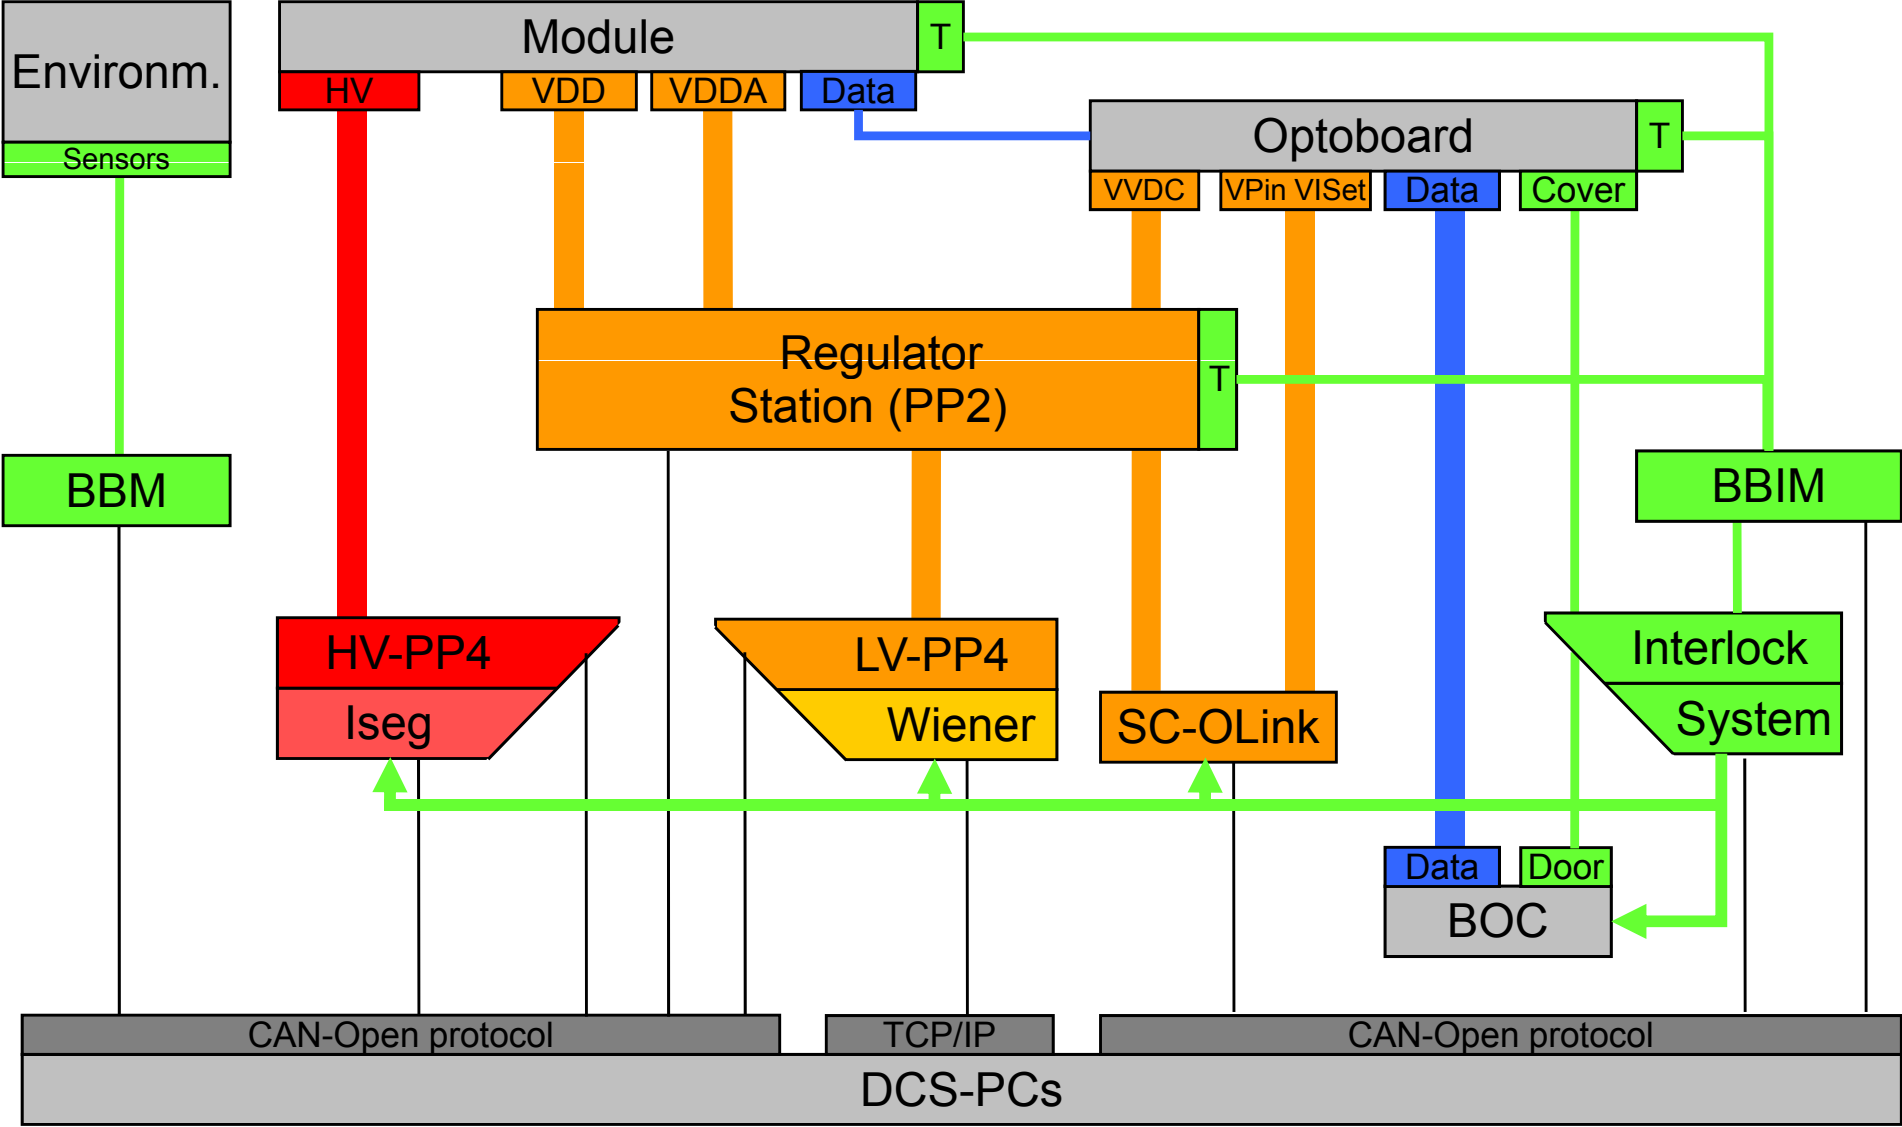 Environm.
Sensors
Module
T
HV
VDD
VDDA
Data
Optoboard
T
VVDC
VPin VISet
Data
Cover
Regulator
Station (PP2)
T
BBM
BBIM
HV-PP4
Iseg
LV-PP4
Wiener
SC-OLink
Interlock
System
Data
Door
BOC
CAN-Open protocol
TCP/IP
CAN-Open protocol
DCS-PCs